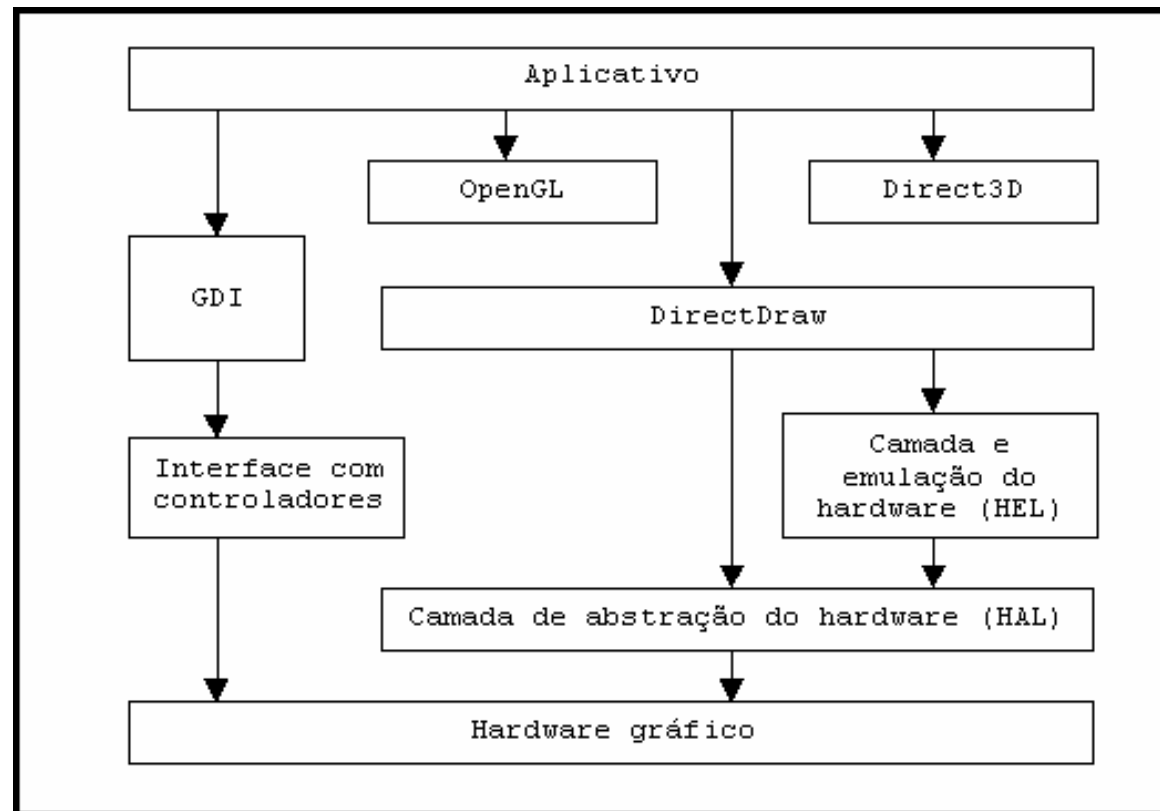 Aplicativo
OpenGL
Direct3D
GDI
DirectDraw
Interface com
controladores
Camada e
emulação do
hardware (HEL)
Camada de abstração do hardware (HAL)
Hardware gráfico